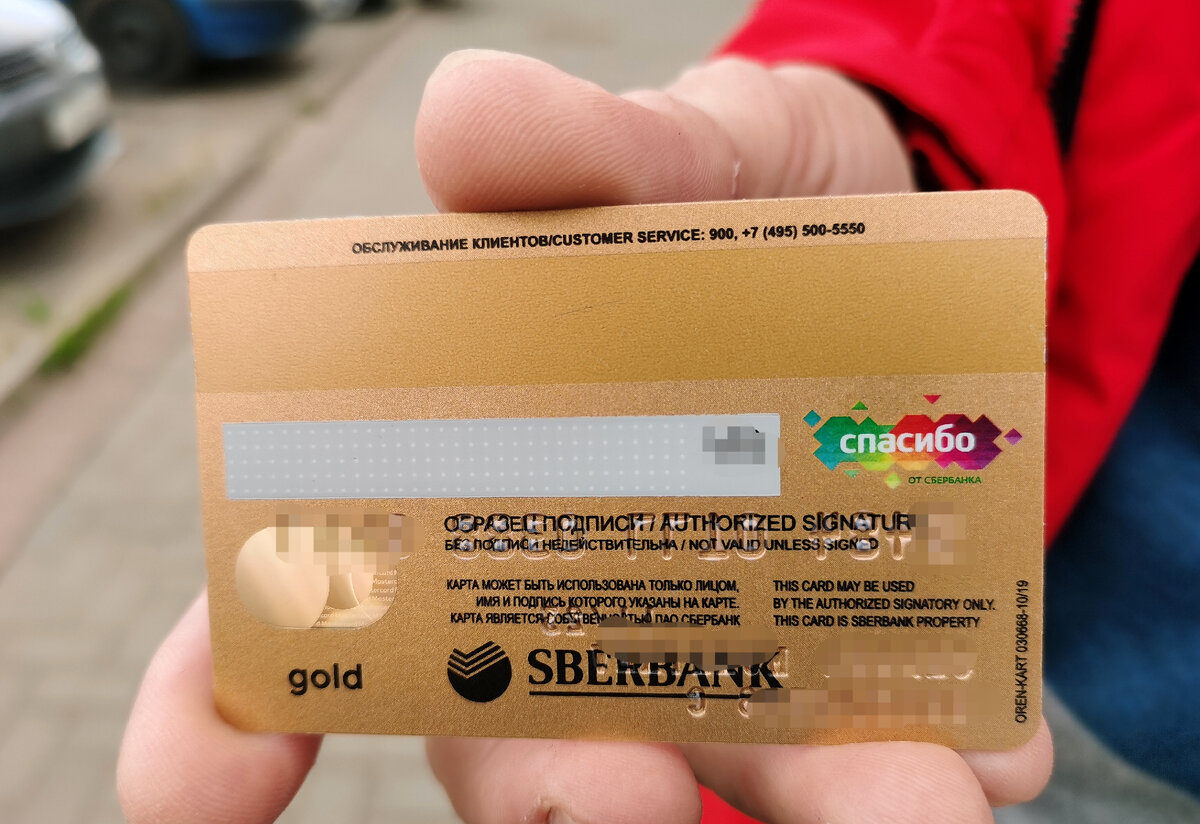 ОБСЛУЖИВАНИЕ КЛИЕНТОВ/CUSTOMER SERVICE: 900, +7 (495) 500-5550
спасибо
ОТ СБЕРБАНКА
ОБРАЗЕЦ ПОДПИСИ / AUTHORIZED SIGNATUR
БЕЗ ПОДПИСИ НЕДЕЙСТВИТЕЛЬНА / NOT VALID UNLESS SIGNED
КАРТА МОЖЕТ БЫТЬ ИСПОЛЬЗОВАНА ТОЛЬКО ЛИЦОМ,
ИМЯ И ПОДПИСЬ КОТОРОГО УКАЗАНЫ НА КАРТЕ.
КАРТА ЯВЛЯЕТСЯ СОБСТВЕННОСТЬЮ ПАО СБЕРБАНК
THIS CARD MAY BE USED
BY THE AUTHORIZED SIGNATORY ONLY.
THIS CARD IS SBERBANK PROPERTY
gold
SBERBANK
OREN-KART 030668-10/19